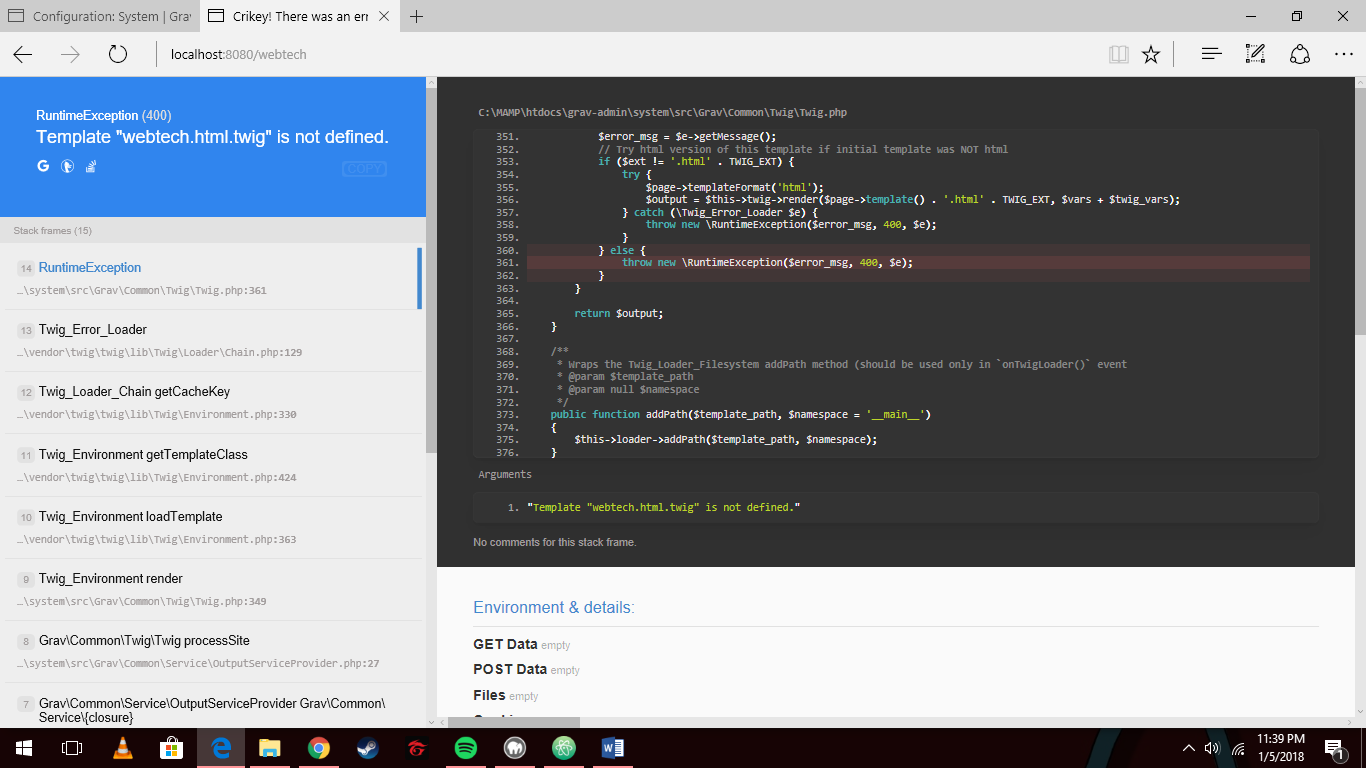 Configuration: System | Grav
Crikey! There was an err
localhost:8080/webtech
RuntimeException (400)
Template "webtech.html.twig" is not defined.
COPY
Stack frames (15)
14 RuntimeException
…\system\src\Grav\Common\Twig\Twig.php:361
13 Twig_Error_Loader
…\vendor\twig\twig\lib\Twig\Loader\Chain.php:129
12 Twig_Loader_Chain getCacheKey
…\vendor\twig\twig\lib\Twig\Environment.php:330
11 Twig_Environment getTemplateClass
…\vendor\twig\twig\lib\Twig\Environment.php:424
10 Twig_Environment loadTemplate
…\vendor\twig\twig\lib\Twig\Environment.php:363
9 Twig_Environment render
…\system\src\Grav\Common\Twig\Twig.php:349
8 Grav\Common\Twig\Twig processSite
…\system\src\Grav\Common\Service\OutputServiceProvider.php:27
7 Grav\Common\Service\OutputServiceProvider Grav\Common\
Service\{closure}
C:\MAMP\htdocs\grav-admin\system\src\Grav\Common\Twig\Twig.php
351. $error_msg = $e->getMessage();
352. // Try html version of this template if initial template was NOT html
353. if ($ext != '.html' . TWIG_EXT) {
354. try {
355. $page->templateFormat('html');
356. $output = $this->twig->render($page->template() . '.html' . TWIG_EXT, $vars + $twig_vars);
357. } catch (\Twig_Error_Loader $e) {
358. throw new \RuntimeException($error_msg, 400, $e);
359. }
360. } else {
361. throw new \RuntimeException($error_msg, 400, $e);
362. }
363. }
364.
365. return $output;
366. }
367.
368. /**
369. * Wraps the Twig_Loader_Filesystem addPath method (should be used only in `onTwigLoader()` event
370. * @param $template_path
371. * @param null $namespace
372. */
373. public function addPath($template_path, $namespace = '__main__')
374. {
375. $this->loader->addPath($template_path, $namespace);
376. }
Arguments
1. "Template "webtech.html.twig" is not defined."
No comments for this stack frame.
Environment & details:
GET Data empty
POST Data empty
Files empty
11:39 PM
1/5/2018
1